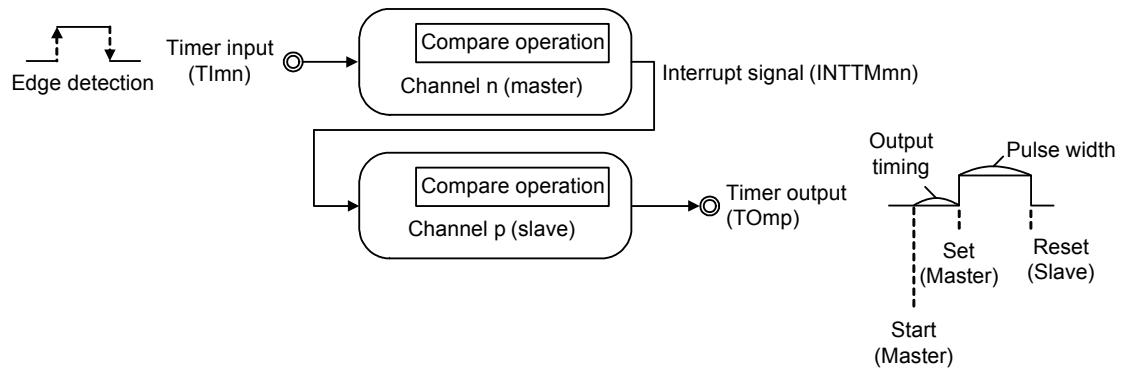 Edge detection
Timer input
(TImn)
Compare operation
Channel n (master)
Interrupt signal (INTTMmn)
Compare operation
Channel p (slave)
Timer output
(TOmp)
Output
timing
Pulse width
Set
(Master)
Reset
(Slave)
Start
(Master)